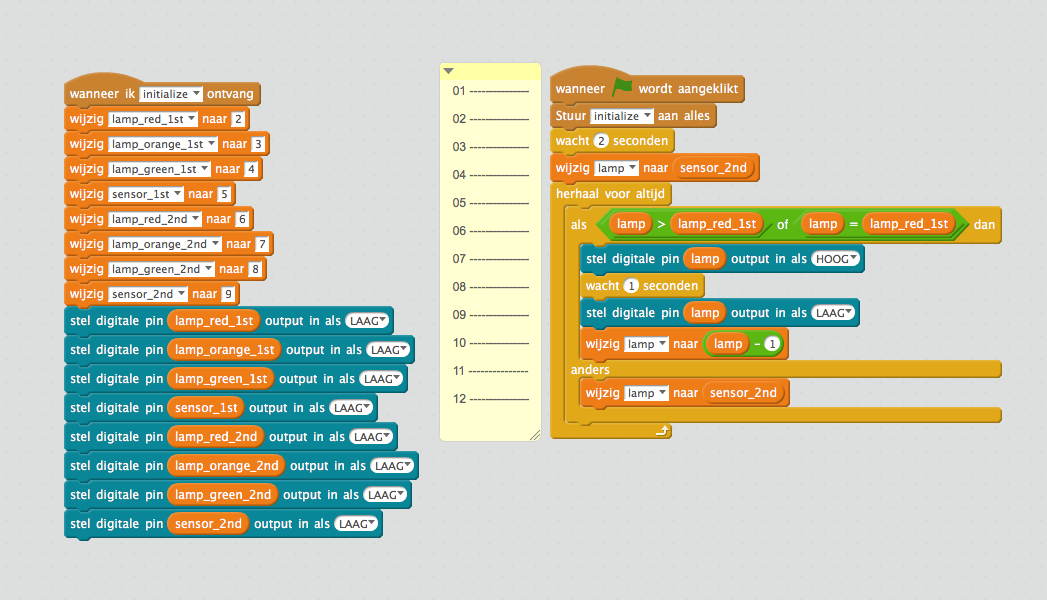 wanneer ik initialize ontvang
wijzig lamp_red_1st naar 2
wijzig lamp_orange_1st naar 3
wijzig lamp_green_1st naar 4
wijzig sensor_1st naar 5
wijzig lamp_red_2nd naar 6
wijzig lamp_orange_2nd naar 7
wijzig lamp_green_2nd naar 8
wijzig sensor_2nd naar 9
stel digitale pin lamp_red_1st output in als LAAG
stel digitale pin lamp_orange_1st output in als LAAG
stel digitale pin lamp_green_1st output in als LAAG
stel digitale pin sensor_1st output in als LAAG
stel digitale pin lamp_red_2nd output in als LAAG
stel digitale pin lamp_orange_2nd output in als LAAG
stel digitale pin lamp_green_2nd output in als LAAG
stel digitale pin sensor_2nd output in als LAAG
01 --------------
02 --------------
03 --------------
04 --------------
05 --------------
06 --------------
07 --------------
08 --------------
09 --------------
10 --------------
11 --------------
12 --------------
wanneer wordt aangeklikt
Stuur initialize aan alles
wacht 2 seconden
wijzig lamp naar sensor_2nd
herhaal voor altijd
als lamp > lamp_red_1st of lamp = lamp_red_1st dan
stel digitale pin lamp output in als HOOG
wacht 1 seconden
stel digitale pin lamp output in als LAAG
wijzig lamp naar lamp - 1
anders
wijzig lamp naar sensor_2nd